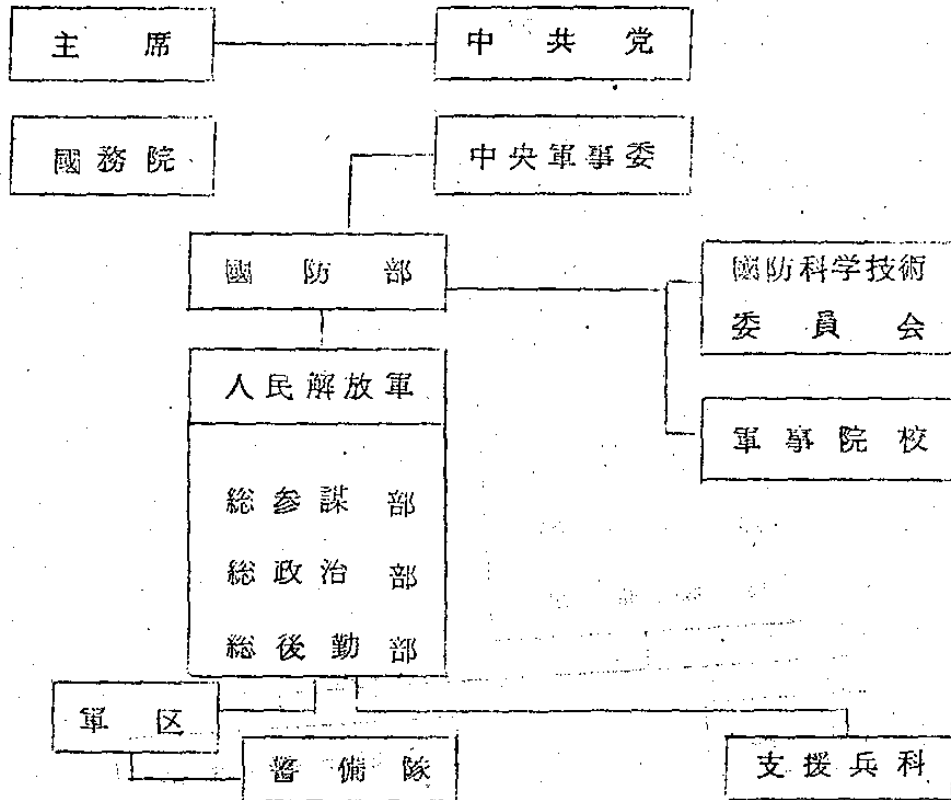 主席
中共党
國務院
中央軍事委
國防部
國防科学技術
委員会
人民解放軍
軍事院校
総参謀部
総政治部
総後勤部
軍区
警備隊
支援兵科